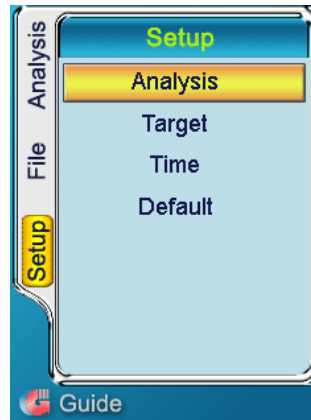 Setup
Analysis
Target
Time
Default
Analysis
File
Setup
Guide